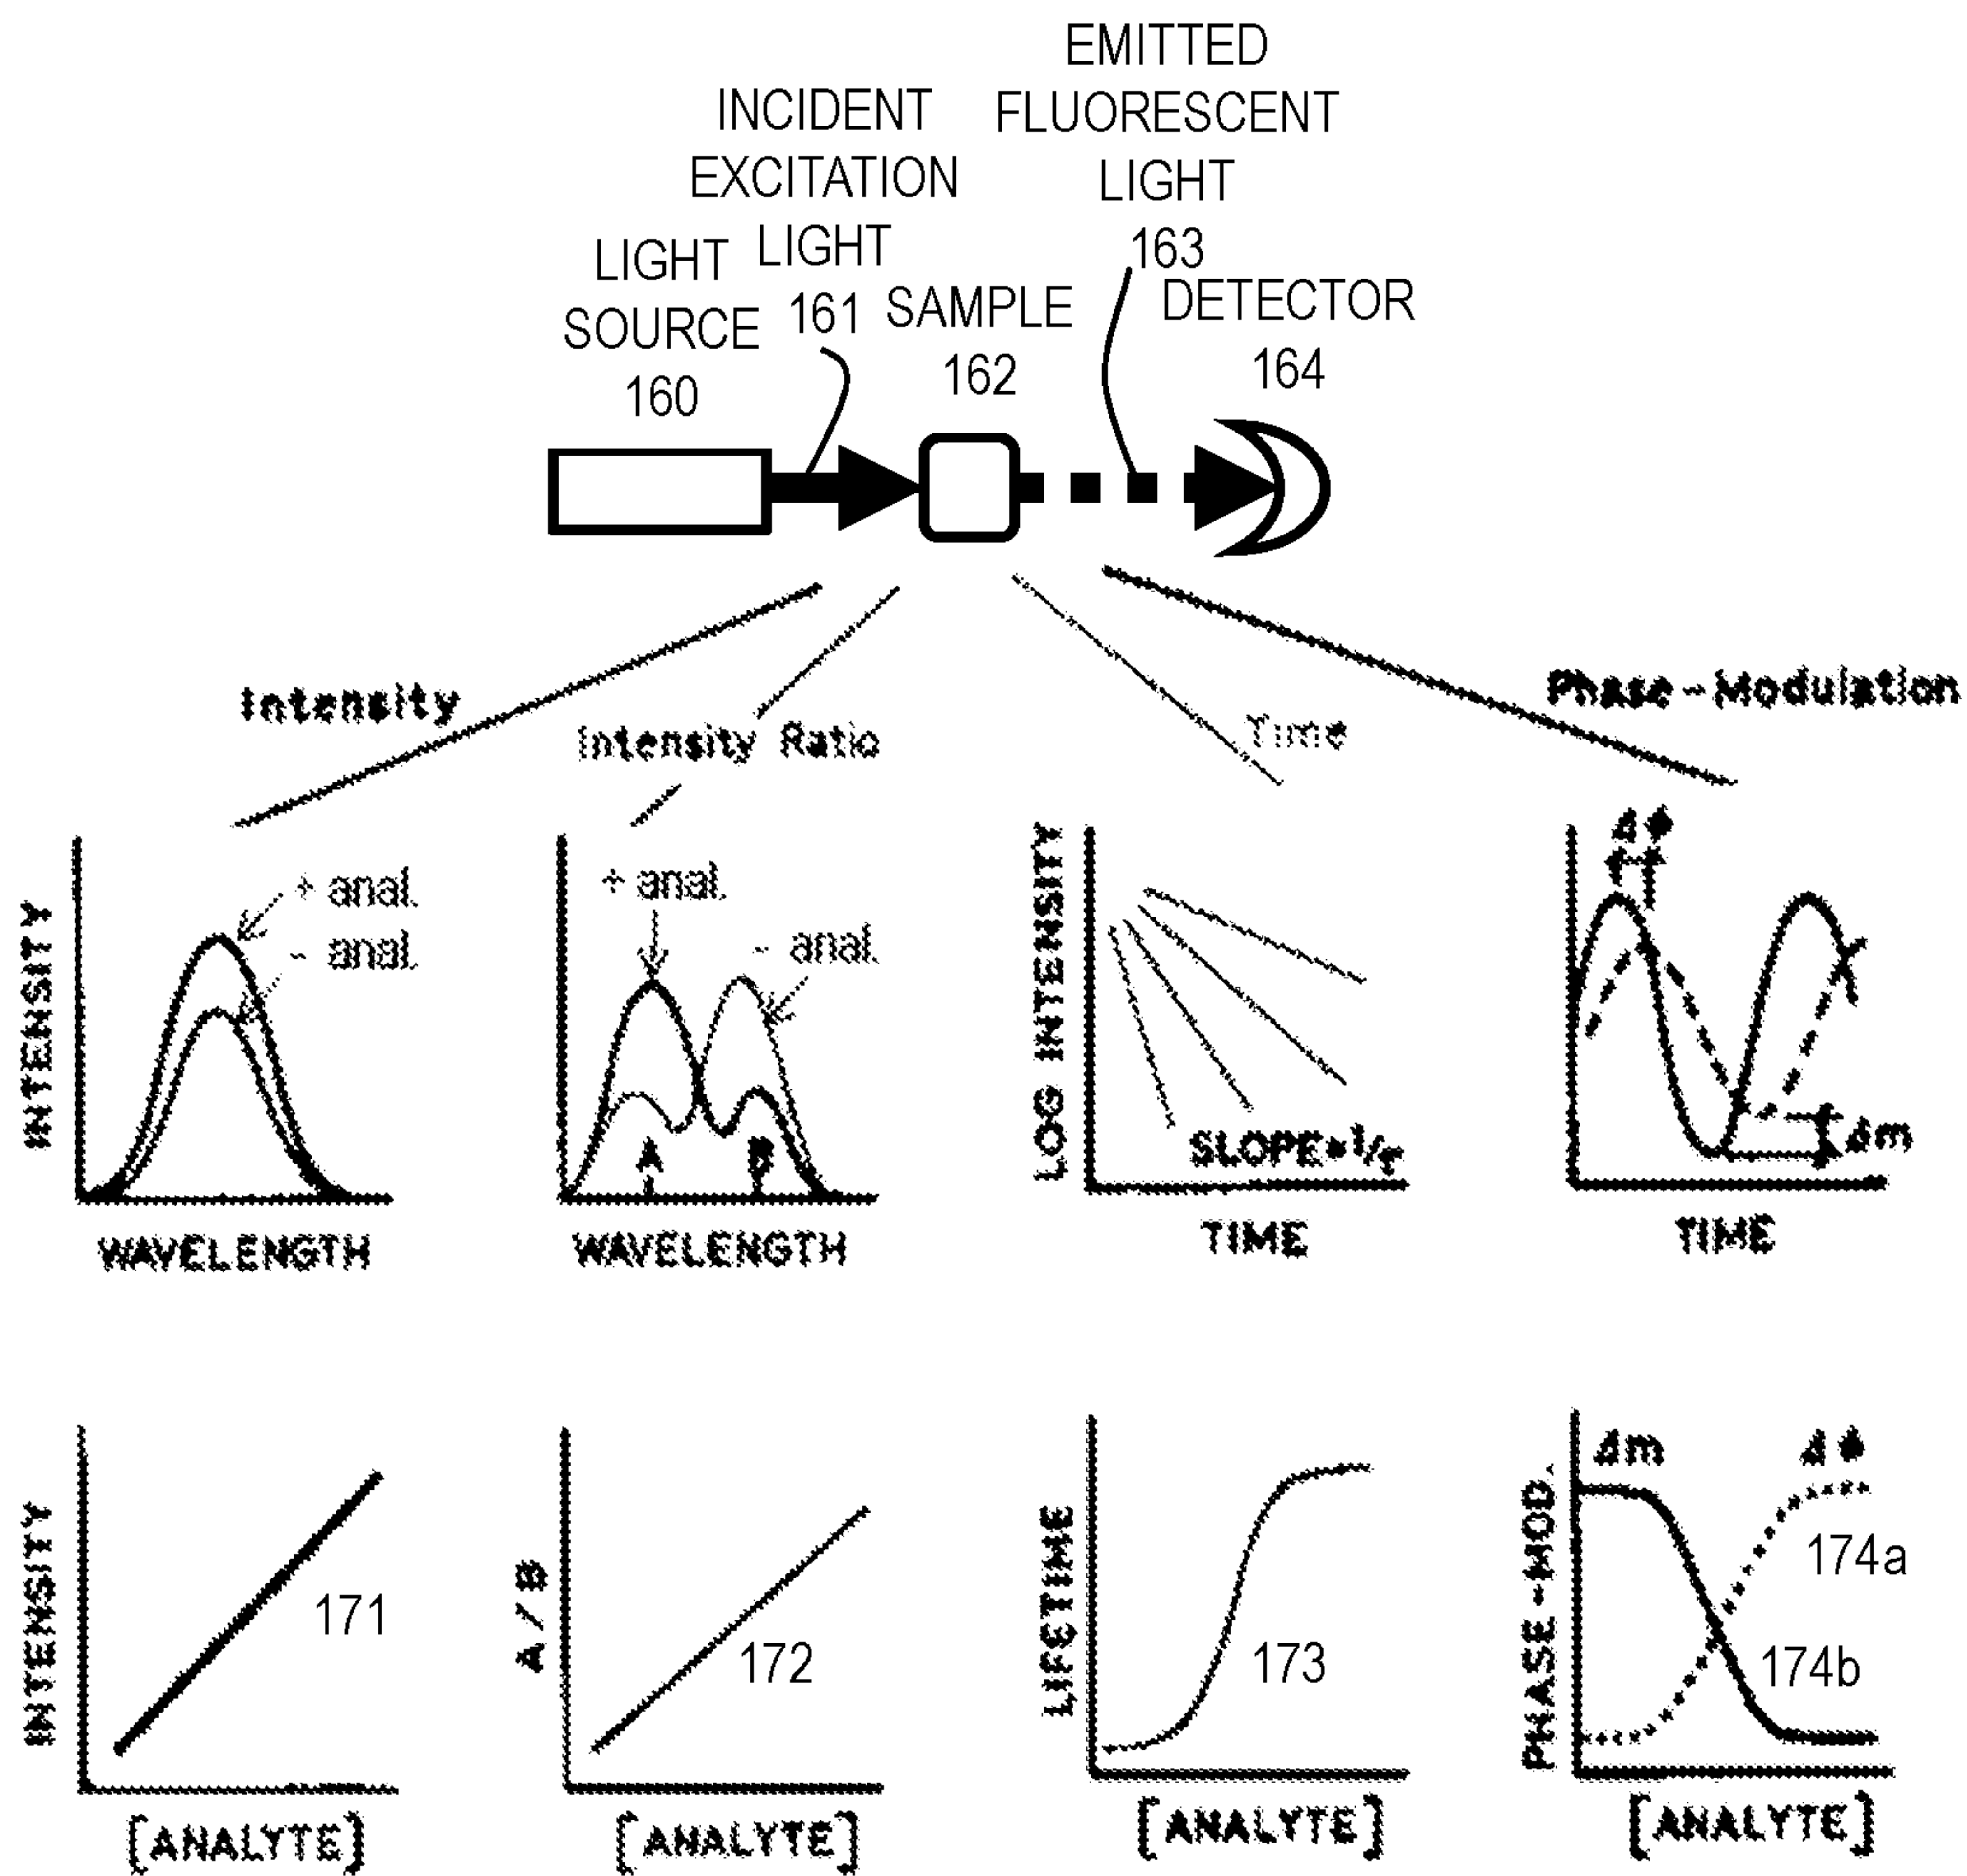 EMITTED
FLUORESCENT
LIGHT
163
INCIDENT
EXCITATION
LIGHT
161
LIGHT
SOURCE
160
SAMPLE
162
DETECTOR
164
Intensity
Intensity Ratio
Time
Phase-Modulation
INTENSITY
+ anal.
- anal.
WAVELENGTH
+ anal.
- anal.
A
B
WAVELENGTH
LOG INTENSITY
SLOPE=1/τ
TIME
Δϕ
Δm
TIME
INTENSITY
171
[ANALYTE]
A/B
172
[ANALYTE]
LIFETIME
173
[ANALYTE]
PHASE-MOD.
Δm
Δϕ
174a
174b
[ANALYTE]